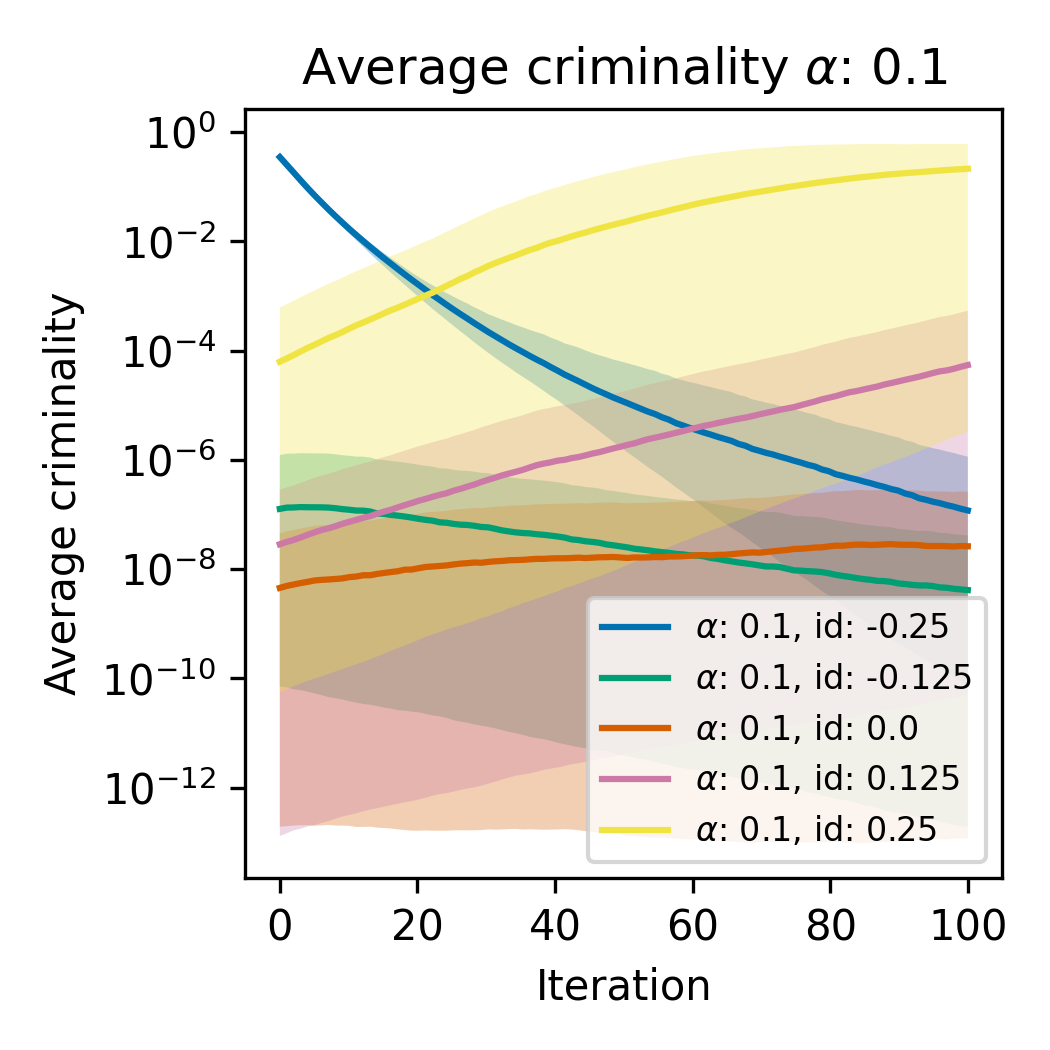 Average criminality α: 0.1
Average criminality
10⁰
10⁻²
10⁻⁴
10⁻⁶
10⁻⁸
10⁻¹⁰
10⁻¹²
α: 0.1, id: -0.25
α: 0.1, id: -0.125
α: 0.1, id: 0.0
α: 0.1, id: 0.125
α: 0.1, id: 0.25
0 20 40 60 80 100
Iteration